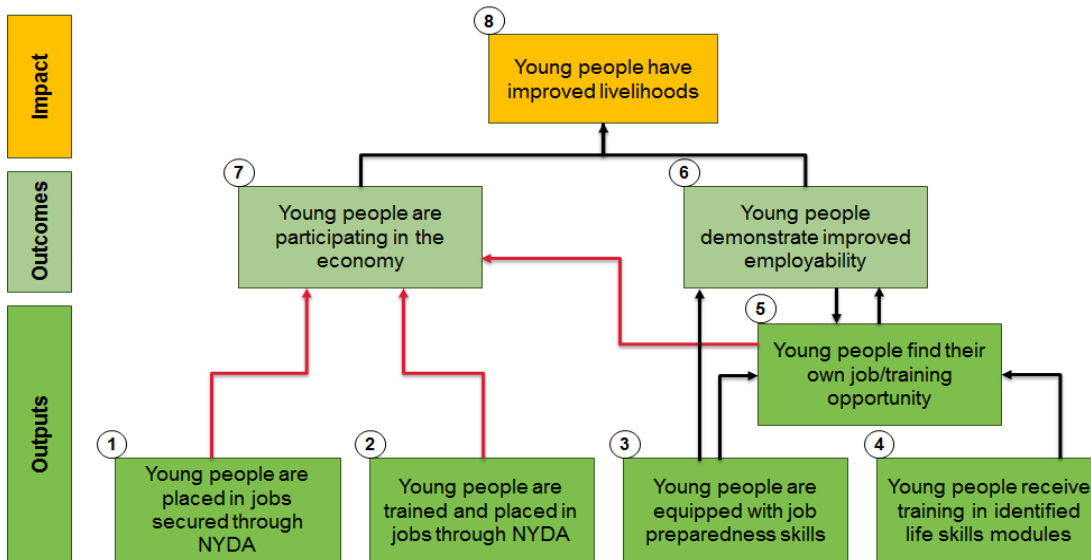 Impact
8
Young people have
improved livelihoods
Outcomes
7
Young people are
participating in the
economy
6
Young people
demonstrate improved
employability
Outputs
5
Young people find their
own job/training
opportunity
1
Young people are
placed in jobs
secured through
NYDA
2
Young people are
trained and placed in
jobs through NYDA
3
Young people are
equipped with job
preparedness skills
4
Young people receive
training in identified
life skills modules